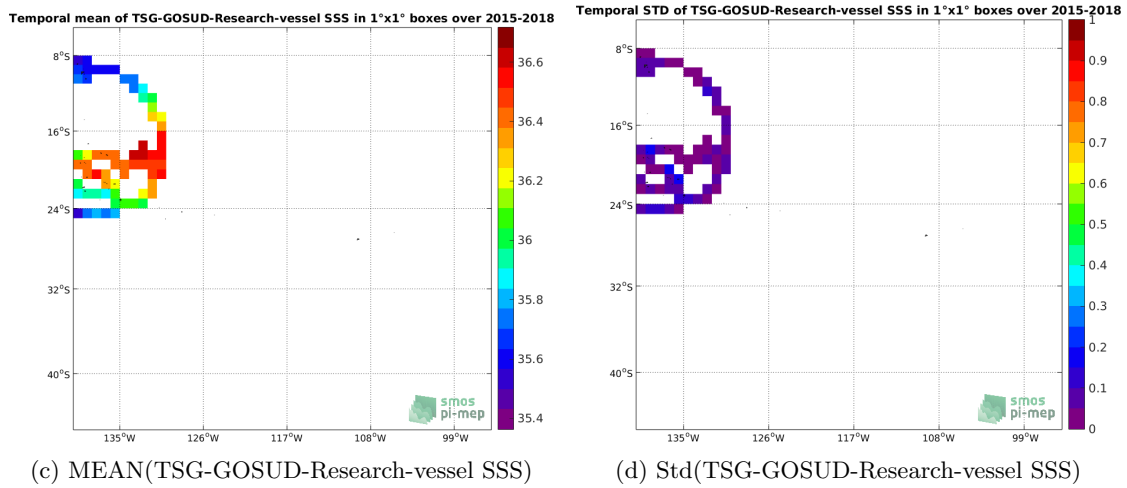 Temporal mean of TSG-GOSUD-Research-vessel SSS in 1°x1° boxes over 2015-2018
8°S
16°S
24°S
32°S
40°S
135°W
126°W
117°W
108°W
99°W
36.6
36.4
36.2
36
35.8
35.6
35.4
smos
pi-mep
(c) MEAN(TSG-GOSUD-Research-vessel SSS)
Temporal STD of TSG-GOSUD-Research-vessel SSS in 1°x1° boxes over 2015-2018
8°S
16°S
24°S
32°S
40°S
135°W
126°W
117°W
108°W
99°W
1
0.9
0.8
0.7
0.6
0.5
0.4
0.3
0.2
0.1
0
smos
pi-mep
(d) Std(TSG-GOSUD-Research-vessel SSS)